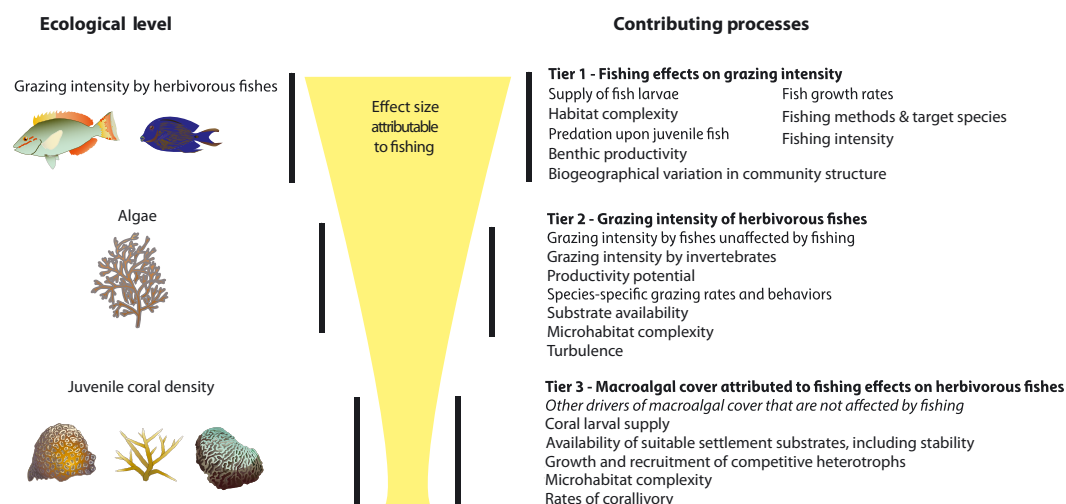 Ecological level
Contributing processes
Grazing intensity by herbivorous fishes
Effect size
attributable
to fishing
Tier 1 - Fishing effects on grazing intensity
Supply of fish larvae
Habitat complexity
Predation upon juvenile fish
Benthic productivity
Biogeographical variation in community structure
Fish growth rates
Fishing methods & target species
Fishing intensity
Algae
Tier 2 - Grazing intensity of herbivorous fishes
Grazing intensity by fishes unaffected by fishing
Grazing intensity by invertebrates
Productivity potential
Species-specific grazing rates and behaviors
Substrate availability
Microhabitat complexity
Turbulence
Juvenile coral density
Tier 3 - Macroalgal cover attributed to fishing effects on herbivorous fishes
Other drivers of macroalgal cover that are not affected by fishing
Coral larval supply
Availability of suitable settlement substrates, including stability
Growth and recruitment of competitive heterotrophs
Microhabitat complexity
Rates of corallivory